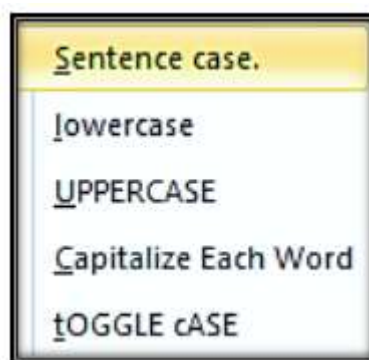 Sentence case.
lowercase
UPPERCASE
Capitalize Each Word
tOGGLE cASE